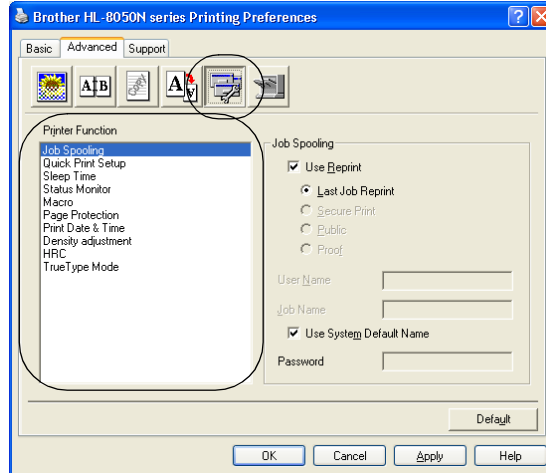 Brother HL-8050N series Printing Preferences
Basic
Advanced
Support
Printer Function
Job Spooling
Quick Print Setup
Sleep Time
Status Monitor
Macro
Page Protection
Print Date & Time
Density adjustment
HRC
TrueType Mode
Job Spooling
Use Reprint
Last Job Reprint
Secure Print
Public
Proof
User Name
Job Name
Use System Default Name
Password
Default
OK
Cancel
Apply
Help